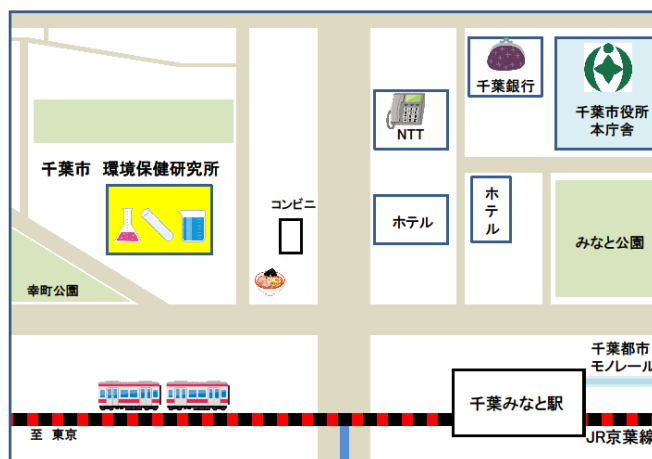 千葉銀行
千葉市役所
本庁舎
NTT
千葉市 環境保健研究所
コンビニ
ホテル
ホテル
みなと公園
幸町公園
千葉都市
モノレール
千葉みなと駅
至 東京
JR京葉線